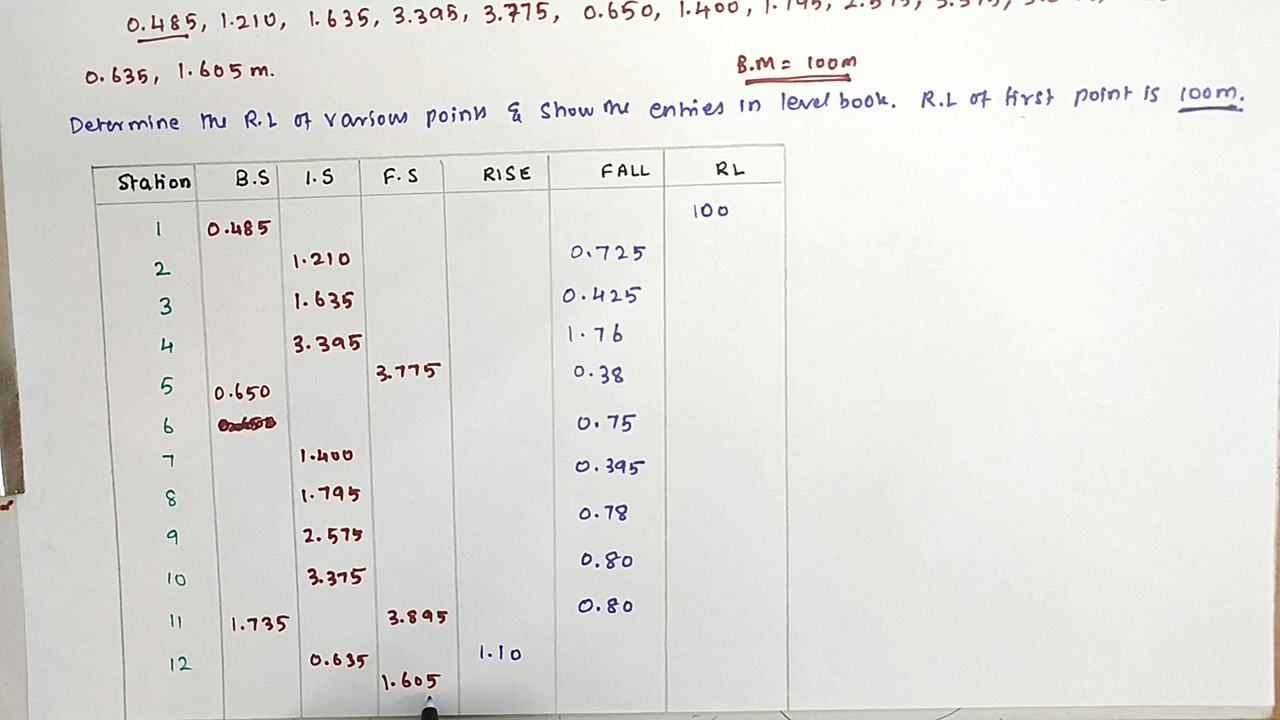 0.485, 1.210, 1.635, 3.395, 3.775, 0.650, 1.400, 1.795,
0.635, 1.605 m.
B.M = 100m
Determine the R.L of various points & Show the entries in level book. R.L of first point is 100m.
Station B.S I.S F.S RISE FALL RL
1 0.485 100
2 1.210 0.725
3 1.635 0.425
4 3.395 1.76
5 0.650 3.775 0.38
6 0.75
7 1.400 0.395
8 1.795 0.78
9 2.575 0.80
10 3.375 0.80
11 1.735 3.895
12 0.635 1.10
1.605